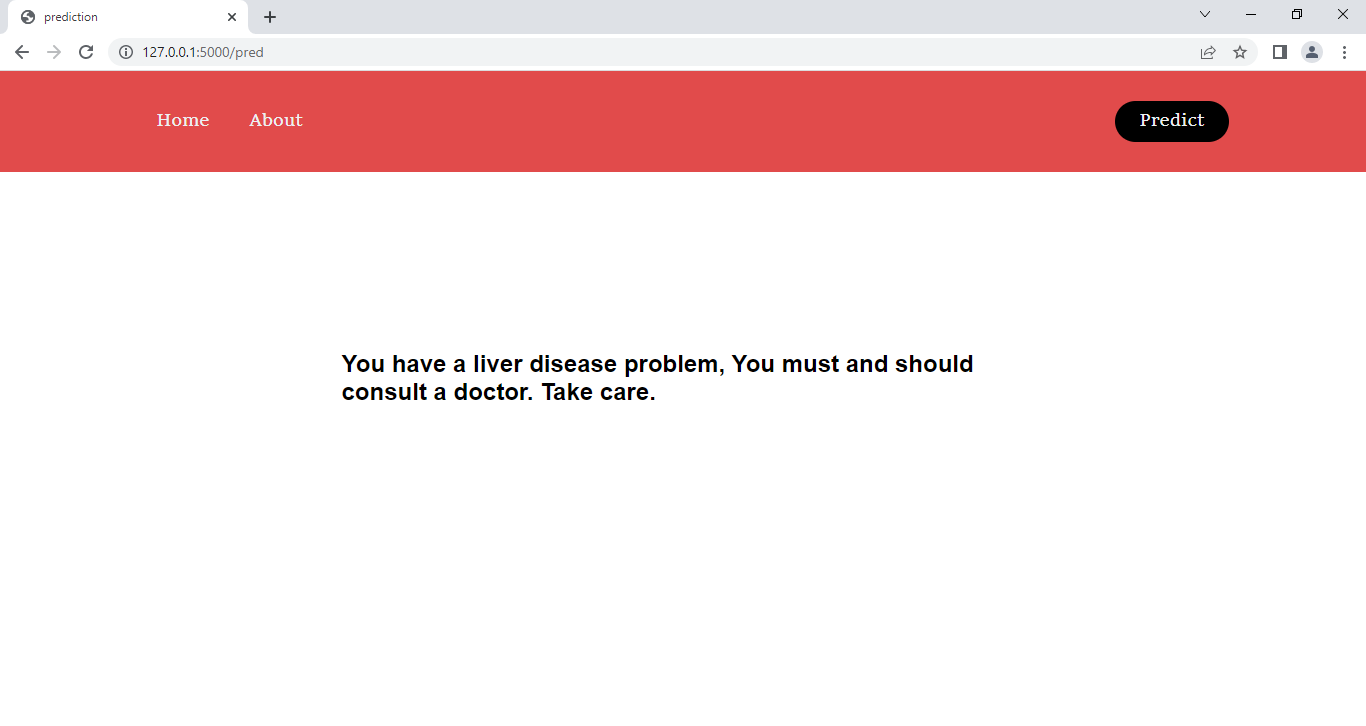 prediction
127.0.0.1:5000/pred
Home About Predict
You have a liver disease problem, You must and should
consult a doctor. Take care.